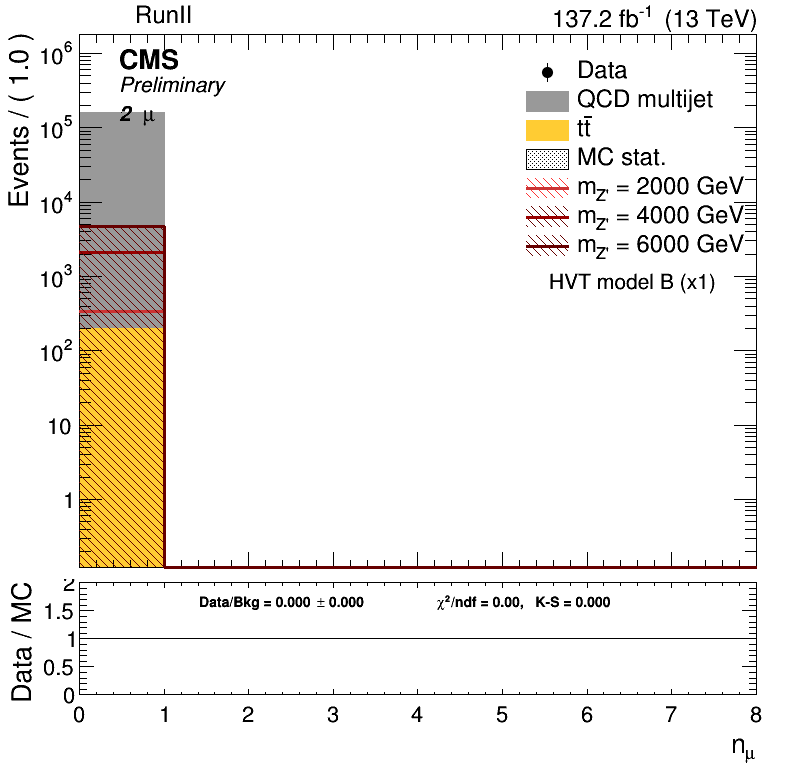 RunII
137.2 fb⁻¹ (13 TeV)
Events / ( 1.0 )
10⁶
10⁵
10⁴
10³
10²
10
1
CMS
Preliminary
2 μ
Data
QCD multijet
tt̄
MC stat.
m_Z' = 2000 GeV
m_Z' = 4000 GeV
m_Z' = 6000 GeV
HVT model B (x1)
Data / MC
2
1.5
1
0.5
0
Data/Bkg = 0.000 ± 0.000 χ²/ndf = 0.00, K-S = 0.000
0 1 2 3 4 5 6 7 8
n_μ